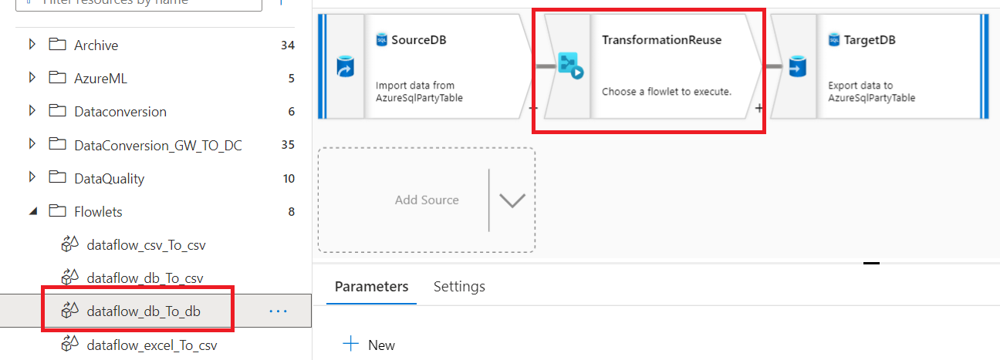 Filter resources by name
Archive 34
AzureML 5
Dataconversion 6
DataConversion_GW_TO_DC 35
DataQuality 10
Flowlets 8
dataflow_csv_To_csv
dataflow_db_To_csv
dataflow_db_To_db ...
dataflow_excel_To_csv
SQL SourceDB
Import data from
AzureSqlPartyTable
+
TransformationReuse
Choose a flowlet to execute.
+
SQL TargetDB
Export data to
AzureSqlPartyTable
Add Source
Parameters Settings
+ New